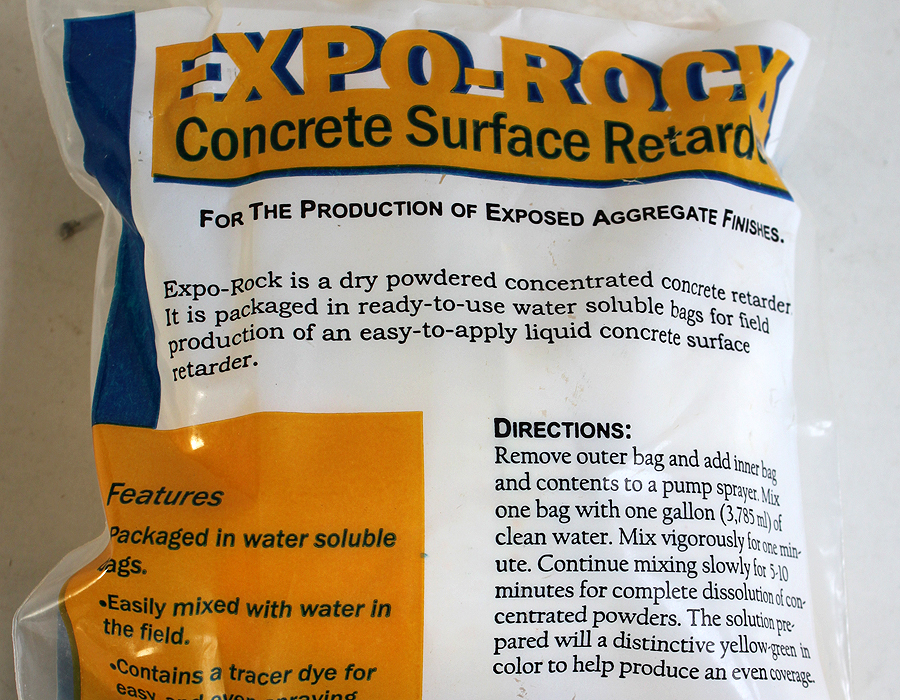 EXPO-ROCK
Concrete Surface Retard
FOR THE PRODUCTION OF EXPOSED AGGREGATE FINISHES.
Expo-Rock is a dry powdered concentrated concrete retarder.
It is packaged in ready-to-use water soluble bags for field
production of an easy-to-apply liquid concrete surface
retarder.
Features
Packaged in water soluble
ags.
•Easily mixed with water in
the field.
•Contains a tracer dye for
easy and even spraying
DIRECTIONS:
Remove outer bag and add inner bag
and contents to a pump sprayer. Mix
one bag with one gallon (3,785 ml) of
clean water. Mix vigorously for one min-
ute. Continue mixing slowly for 5-10
minutes for complete dissolution of con-
centrated powders. The solution pre-
pared will a distinctive yellow-green in
color to help produce an even coverage.